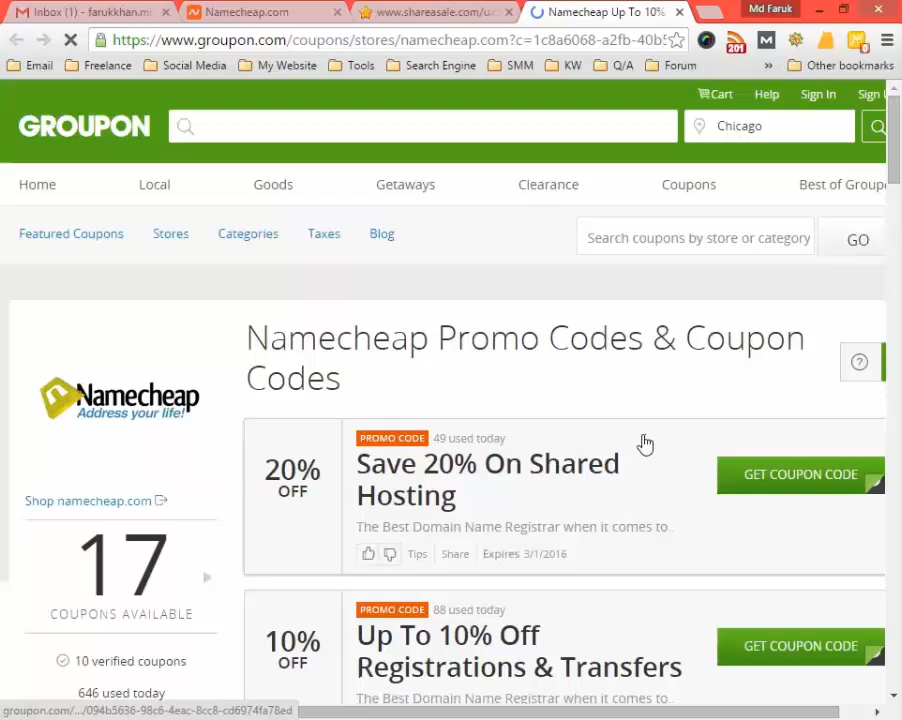 Inbox (1) - farukkhan.m
Namecheap.com
www.shareasale.com/u
Namecheap Up To 10%
Md Faruk
https://www.groupon.com/coupons/stores/namecheap.com?c=1c8a6068-a2fb-40b
201
Email Freelance Social Media My Website Tools Search Engine SMM KW Q/A Forum » Other bookmarks
Cart Help Sign In Sign
GROUPON Chicago
Home Local Goods Getaways Clearance Coupons Best of Group
Featured Coupons Stores Categories Taxes Blog Search coupons by store or category GO
Namecheap Promo Codes & Coupon
Codes
?
Namecheap
Address your life!
Shop namecheap.com
17
COUPONS AVAILABLE
10 verified coupons
646 used today
PROMO CODE 49 used today
20%
OFF
Save 20% On Shared
Hosting
The Best Domain Name Registrar when it comes to..
Tips Share Expires 3/1/2016
GET COUPON CODE
PROMO CODE 88 used today
10%
OFF
Up To 10% Off
Registrations & Transfers
The Best Domain Name Registrar when it comes to..
GET COUPON CODE
groupon.com/.../094b5636-98c6-4eac-8cc8-cd6974fa78ed